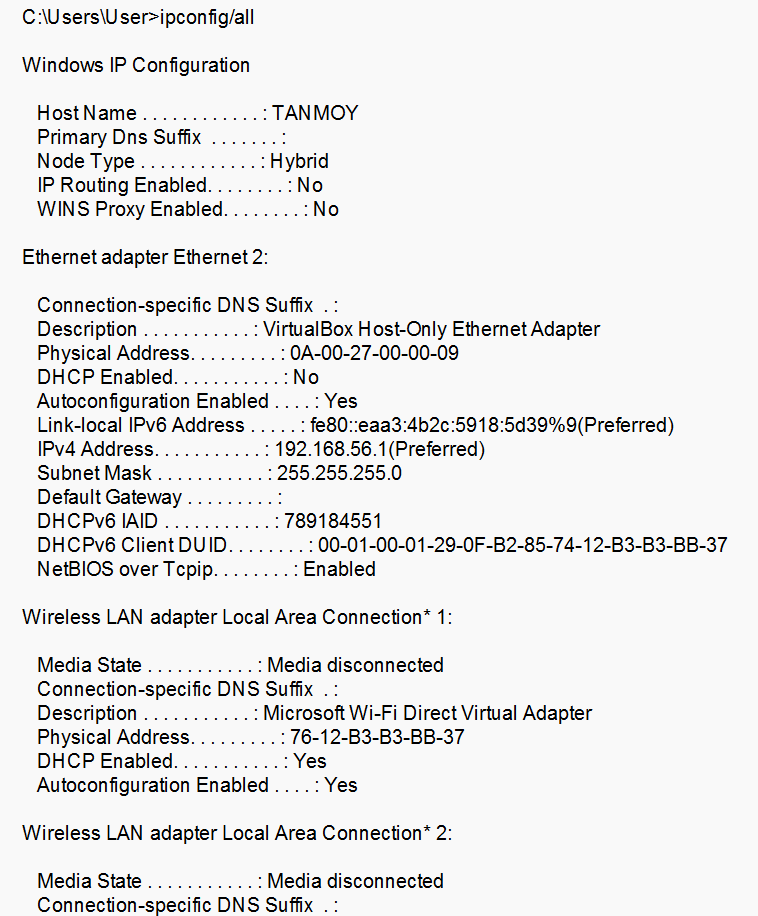 C:\Users\User>ipconfig/all
Windows IP Configuration
Host Name . . . . . . . . . . . . : TANMOY
Primary Dns Suffix  . . . . . . . :
Node Type . . . . . . . . . . . . : Hybrid
IP Routing Enabled. . . . . . . . : No
WINS Proxy Enabled. . . . . . . . : No
Ethernet adapter Ethernet 2:
Connection-specific DNS Suffix  . :
Description . . . . . . . . . . . : VirtualBox Host-Only Ethernet Adapter
Physical Address. . . . . . . . . : 0A-00-27-00-00-09
DHCP Enabled. . . . . . . . . . . : No
Autoconfiguration Enabled . . . . : Yes
Link-local IPv6 Address . . . . . : fe80::eaa3:4b2c:5918:5d39%9(Preferred)
IPv4 Address. . . . . . . . . . . : 192.168.56.1(Preferred)
Subnet Mask . . . . . . . . . . . : 255.255.255.0
Default Gateway . . . . . . . . . :
DHCPv6 IAID . . . . . . . . . . . : 789184551
DHCPv6 Client DUID. . . . . . . . : 00-01-00-01-29-0F-B2-85-74-12-B3-B3-BB-37
NetBIOS over Tcpip. . . . . . . . : Enabled
Wireless LAN adapter Local Area Connection* 1:
Media State . . . . . . . . . . . : Media disconnected
Connection-specific DNS Suffix  . :
Description . . . . . . . . . . . : Microsoft Wi-Fi Direct Virtual Adapter
Physical Address. . . . . . . . . : 76-12-B3-B3-BB-37
DHCP Enabled. . . . . . . . . . . : Yes
Autoconfiguration Enabled . . . . : Yes
Wireless LAN adapter Local Area Connection* 2:
Media State . . . . . . . . . . . : Media disconnected
Connection-specific DNS Suffix  . :